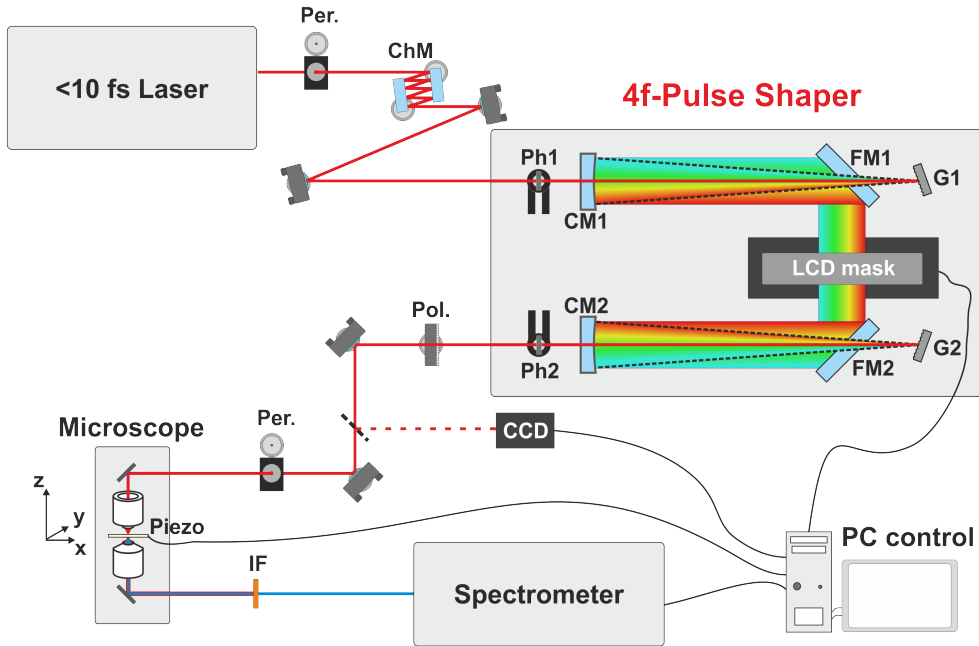 Per.
ChM
<10 fs Laser
4f-Pulse Shaper
Ph1
FM1
G1
CM1
LCD mask
CM2
Pol.
G2
Ph2
FM2
Per.
CCD
Microscope
z
y
x
Piezo
PC control
IF
Spectrometer